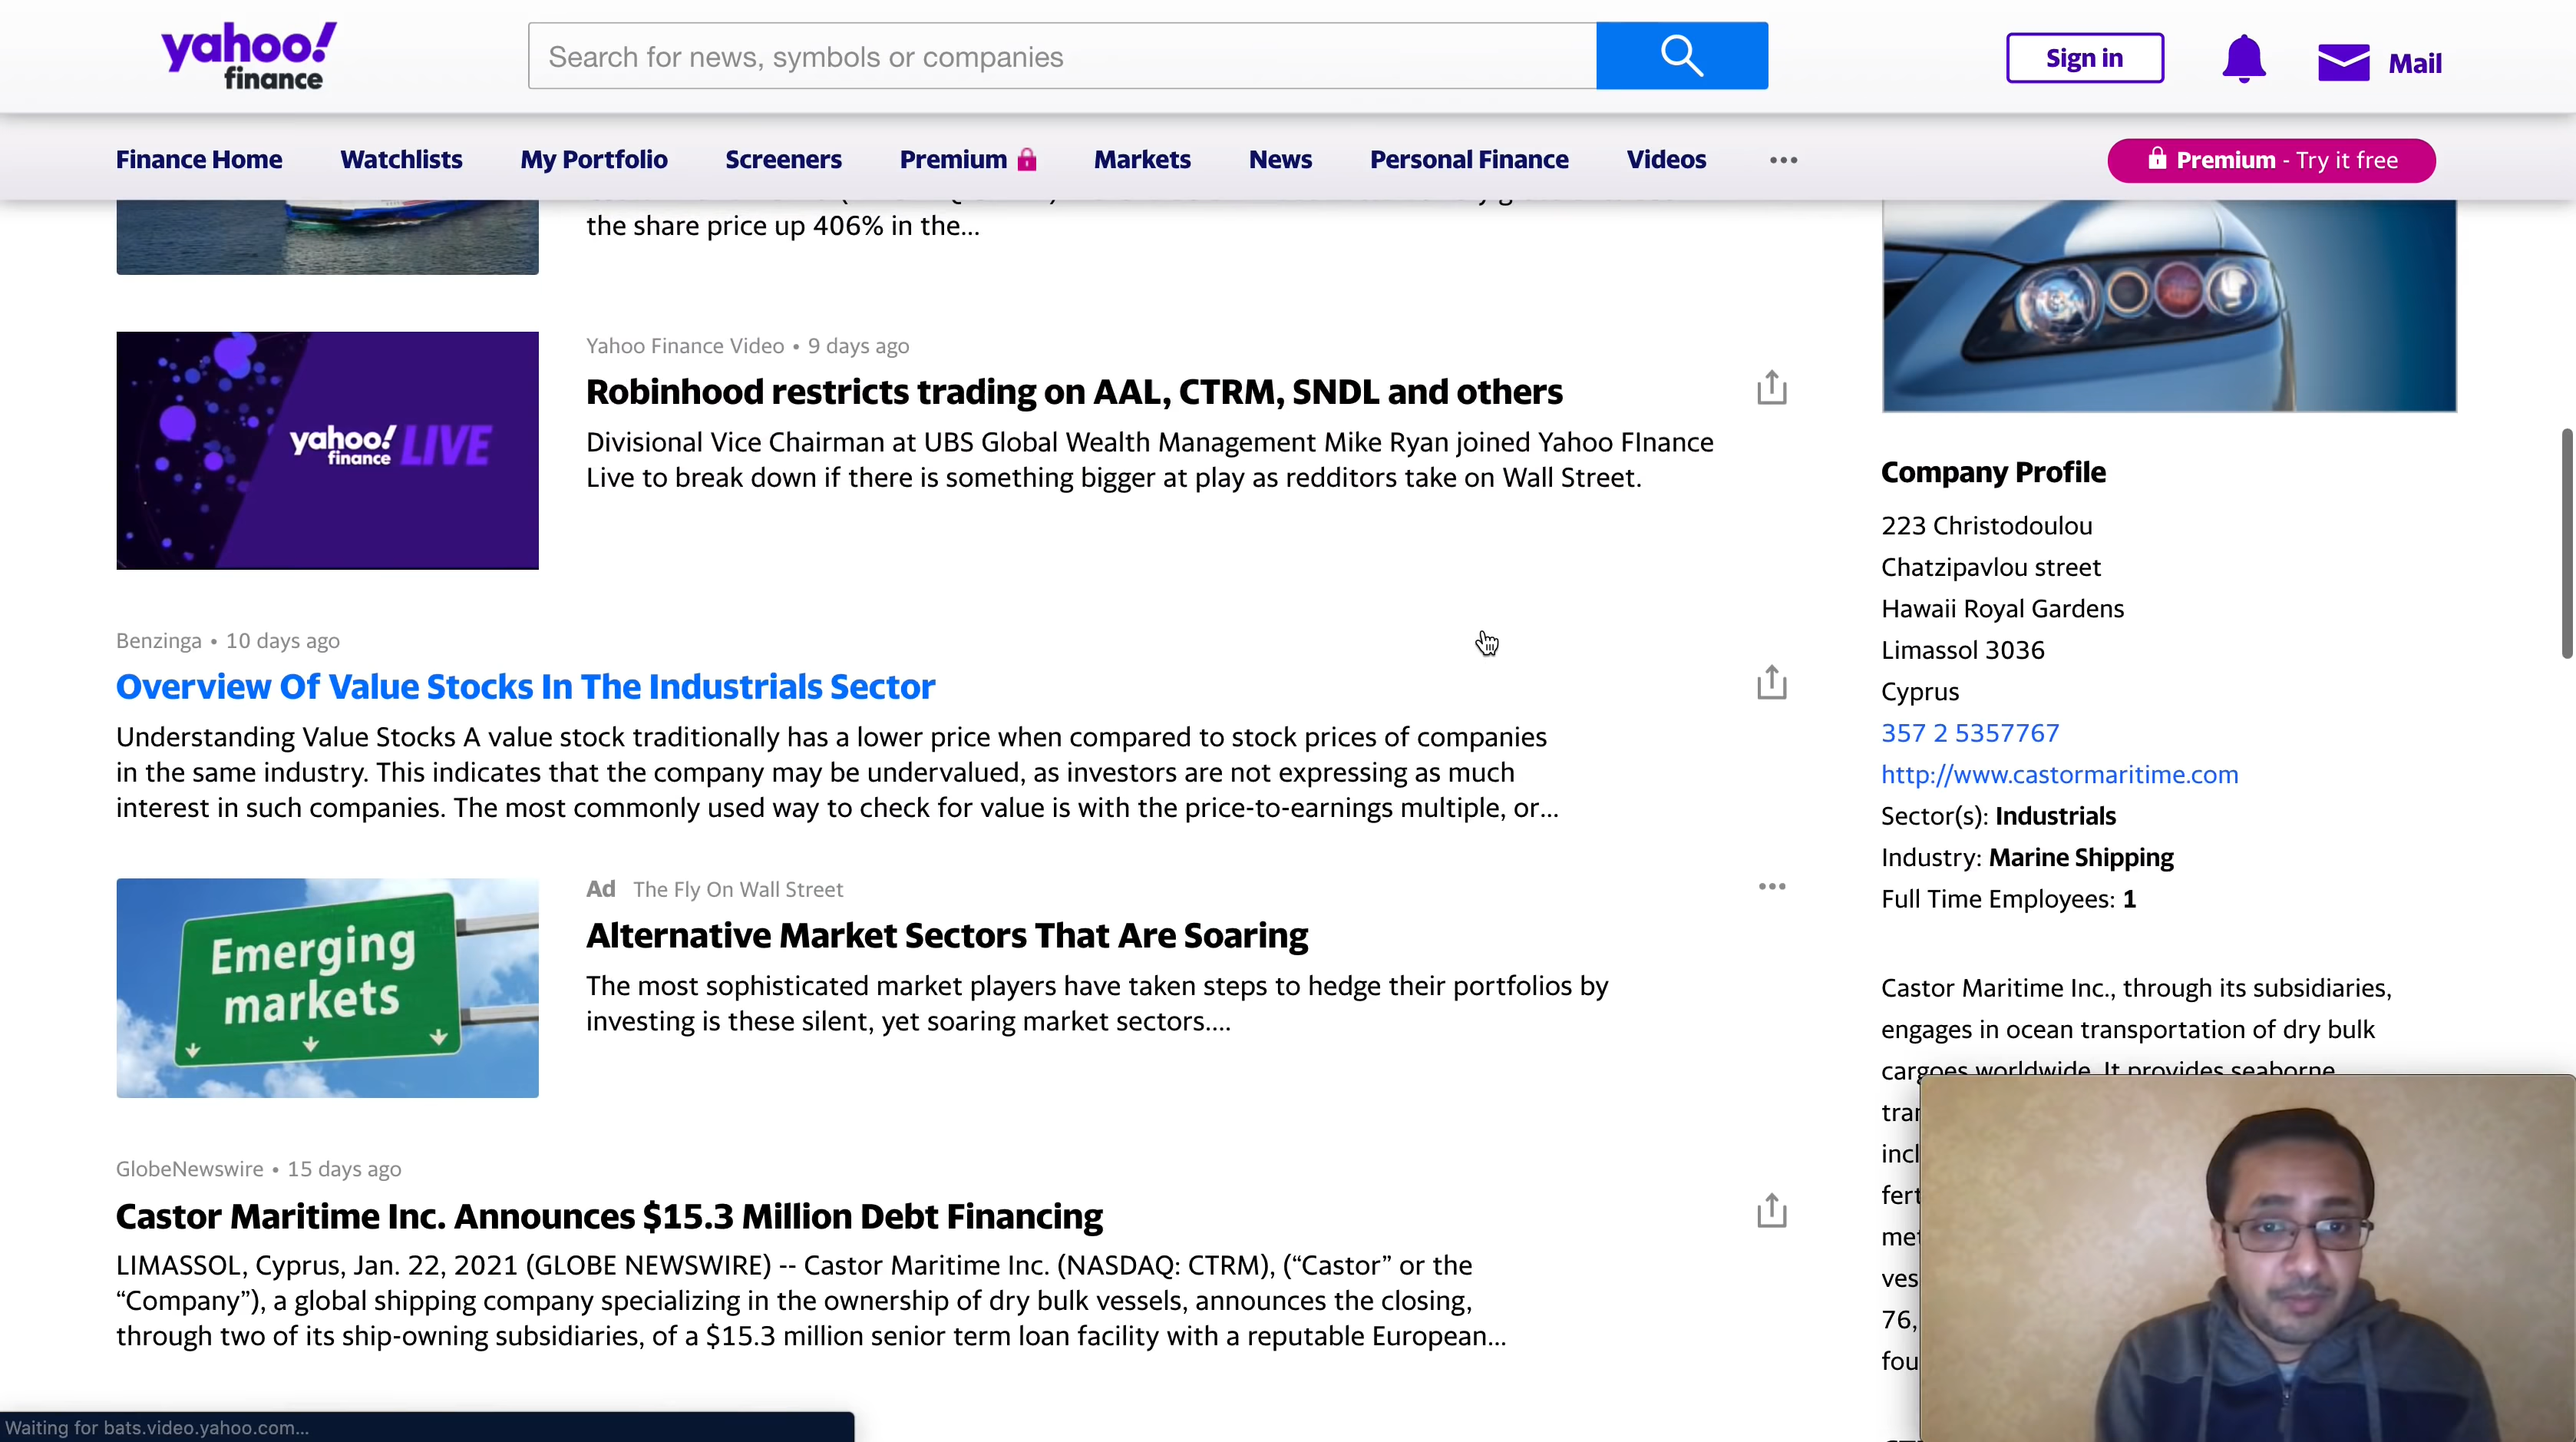 yahoo!
finance
Search for news, symbols or companies
Sign in
Mail
Finance Home
Watchlists
My Portfolio
Screeners
Premium
Markets
News
Personal Finance
Videos
Premium - Try it free
the share price up 406% in the...
yahoo!
finance LIVE
Yahoo Finance Video • 9 days ago
Robinhood restricts trading on AAL, CTRM, SNDL and others
Divisional Vice Chairman at UBS Global Wealth Management Mike Ryan joined Yahoo FInance
Live to break down if there is something bigger at play as redditors take on Wall Street.
Benzinga • 10 days ago
Overview Of Value Stocks In The Industrials Sector
Understanding Value Stocks A value stock traditionally has a lower price when compared to stock prices of companies
in the same industry. This indicates that the company may be undervalued, as investors are not expressing as much
interest in such companies. The most commonly used way to check for value is with the price-to-earnings multiple, or...
Emerging
markets
Ad The Fly On Wall Street
Alternative Market Sectors That Are Soaring
The most sophisticated market players have taken steps to hedge their portfolios by
investing is these silent, yet soaring market sectors....
GlobeNewswire • 15 days ago
Castor Maritime Inc. Announces $15.3 Million Debt Financing
LIMASSOL, Cyprus, Jan. 22, 2021 (GLOBE NEWSWIRE) -- Castor Maritime Inc. (NASDAQ: CTRM), (“Castor” or the
“Company”), a global shipping company specializing in the ownership of dry bulk vessels, announces the closing,
through two of its ship-owning subsidiaries, of a $15.3 million senior term loan facility with a reputable European...
Company Profile
223 Christodoulou
Chatzipavlou street
Hawaii Royal Gardens
Limassol 3036
Cyprus
357 2 5357767
http://www.castormaritime.com
Sector(s): Industrials
Industry: Marine Shipping
Full Time Employees: 1
Castor Maritime Inc., through its subsidiaries,
engages in ocean transportation of dry bulk
cargoes worldwide. It provides seaborne
76,
Waiting for bats.video.yahoo.com...